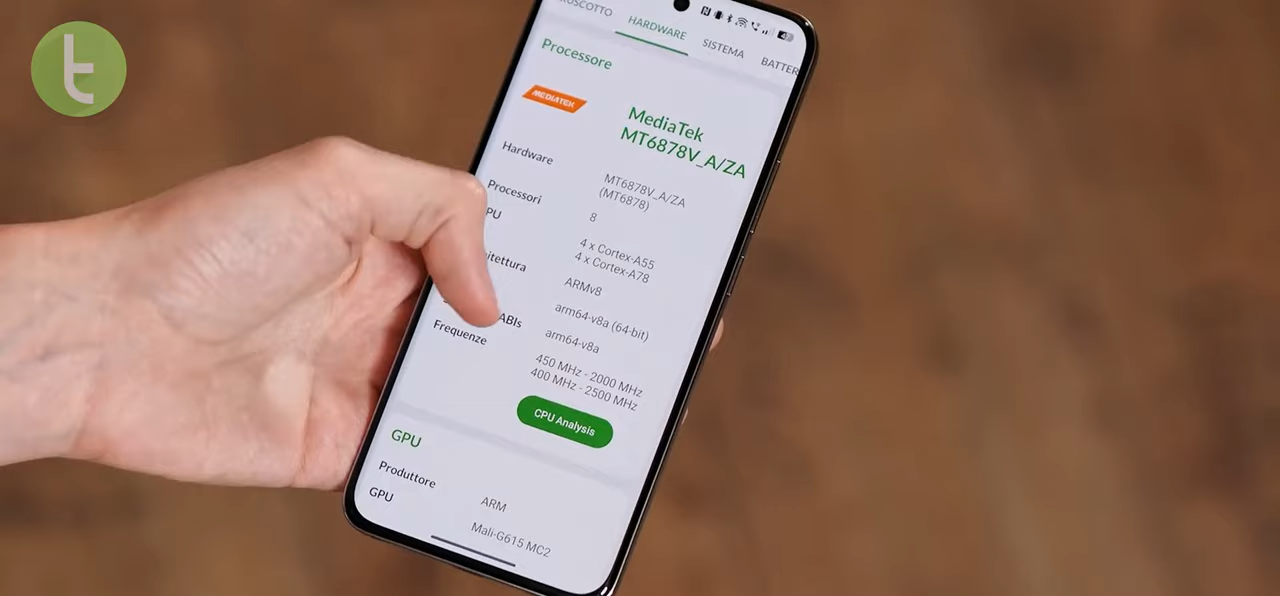 t
HARDWARE
SISTEMA
Processore
MEDIATEK
MediaTek
MT6878V_A/ZA
Hardware
MT6878V_A/ZA
(MT6878)
Processori
8
4 x Cortex-A55
4 x Cortex-A78
ARMv8
arm64-v8a (64-bit)
ABIs
arm64-v8a
Frequenze
450 MHz - 2000 MHz
400 MHz - 2500 MHz
CPU Analysis
GPU
Produttore
ARM
GPU
Mali-G615 MC2